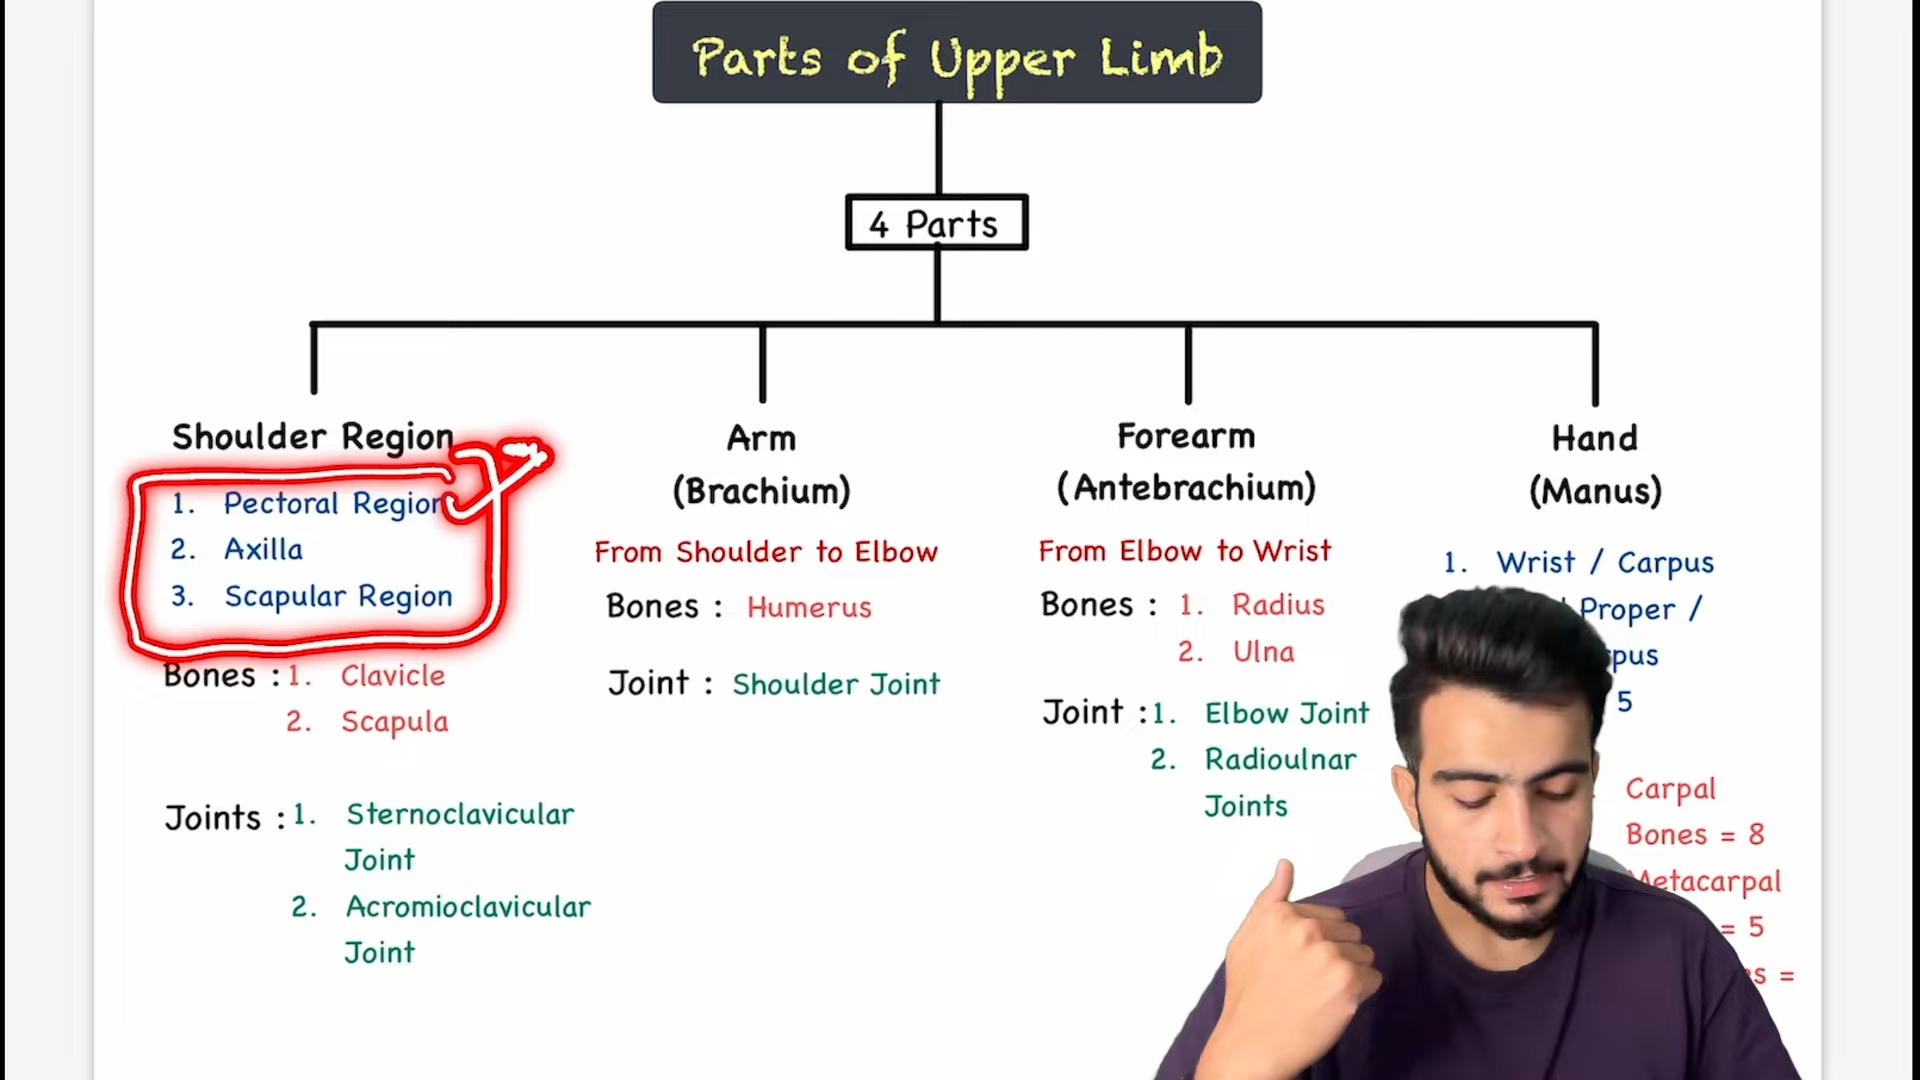 Parts of Upper Limb
4 Parts
Shoulder Region
1. Pectoral Region
2. Axilla
3. Scapular Region
Bones : 1. Clavicle
2. Scapula
Joints : 1. Sternoclavicular
Joint
2. Acromioclavicular
Joint
Arm
(Brachium)
From Shoulder to Elbow
Bones : Humerus
Joint : Shoulder Joint
Forearm
(Antebrachium)
From Elbow to Wrist
Bones : 1. Radius
2. Ulna
Joint : 1. Elbow Joint
2. Radioulnar
Joints
Hand
(Manus)
1. Wrist / Carpus
Proper /
5
Carpal
Bones = 8
Metacarpal
= 5
=